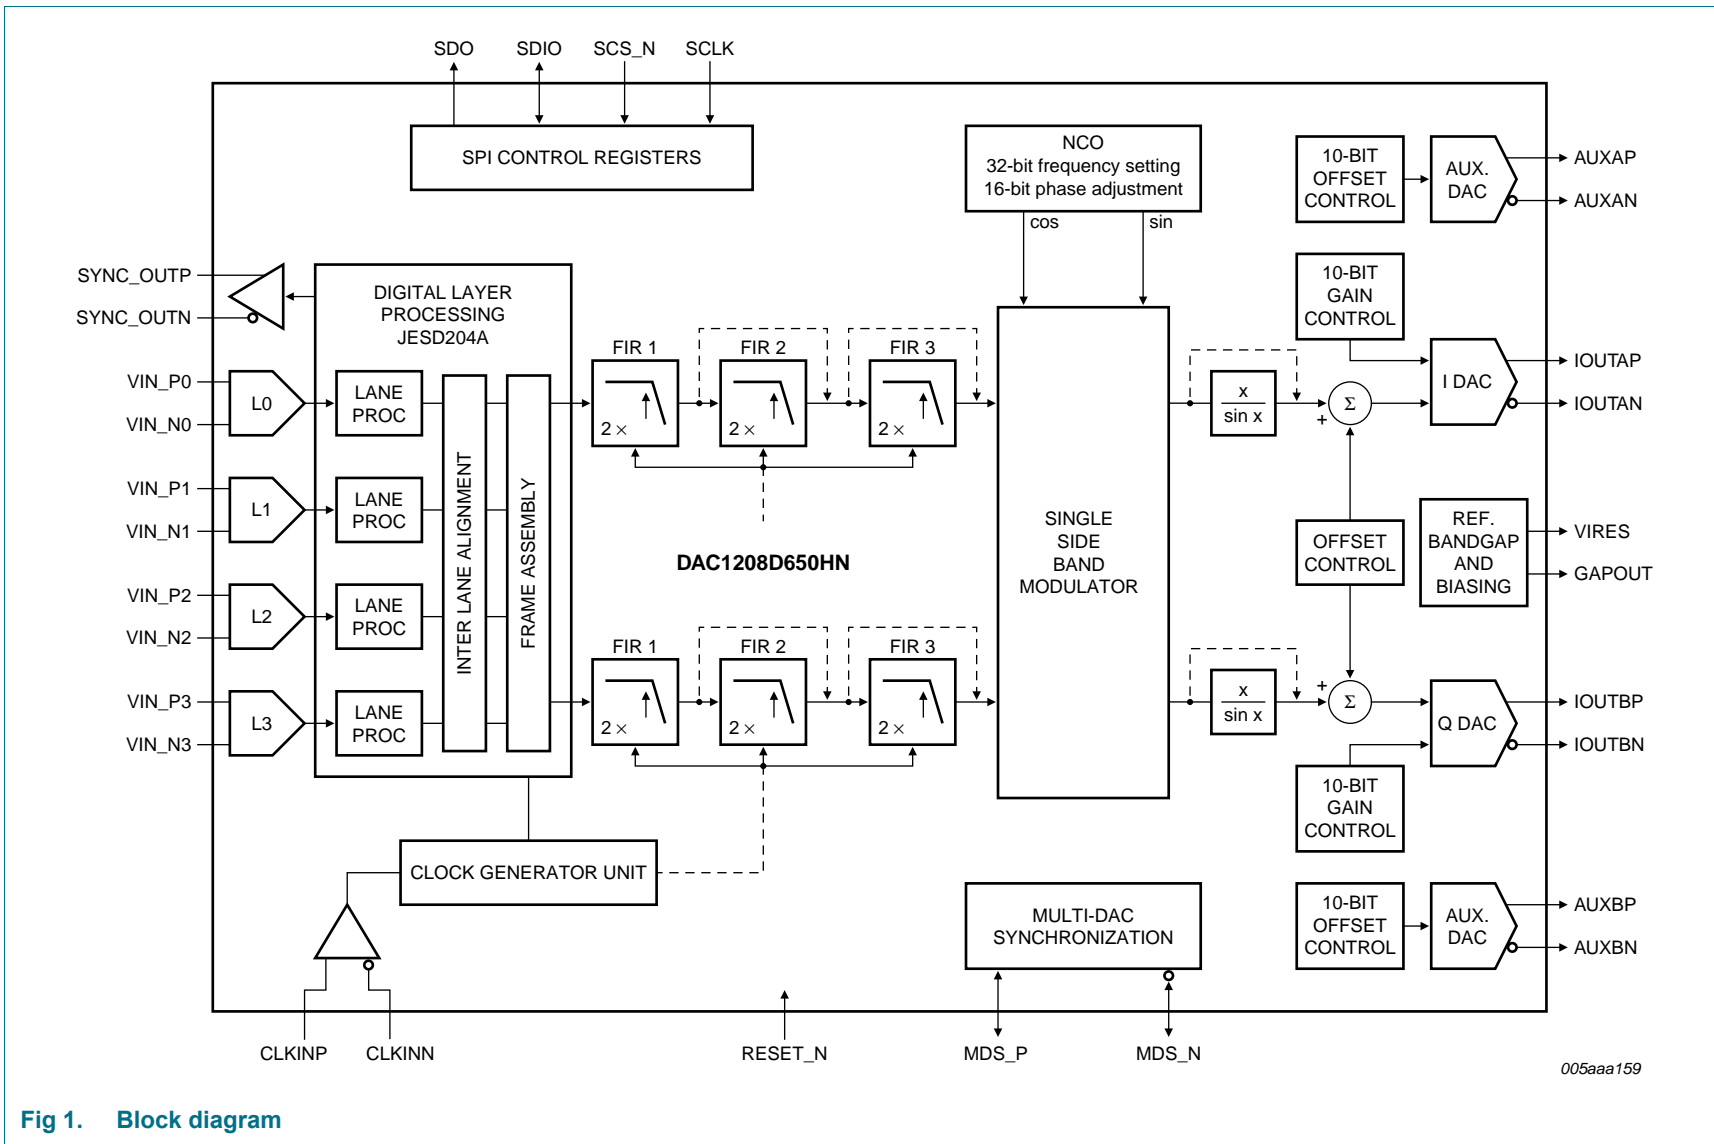 SDO SDIO SCS_N SCLK
SPI CONTROL REGISTERS
NCO
32-bit frequency setting
16-bit phase adjustment
cos sin
10-BIT
OFFSET
CONTROL
AUX.
DAC
AUXAP
AUXAN
SYNC_OUTP
SYNC_OUTN
DIGITAL LAYER
PROCESSING
JESD204A
10-BIT
GAIN
CONTROL
VIN_P0
VIN_N0
L0
LANE
PROC
VIN_P1
VIN_N1
L1
LANE
PROC
VIN_P2
VIN_N2
L2
LANE
PROC
VIN_P3
VIN_N3
L3
LANE
PROC
INTER LANE ALIGNMENT
FRAME ASSEMBLY
FIR 1 FIR 2 FIR 3
2 × 2 × 2 ×
DAC1208D650HN
FIR 1 FIR 2 FIR 3
2 × 2 × 2 ×
SINGLE
SIDE
BAND
MODULATOR
x
sin x
+
Σ
I DAC
IOUTAP
IOUTAN
OFFSET
CONTROL
REF.
BANDGAP
AND
BIASING
VIRES
GAPOUT
x
sin x
+
Σ
Q DAC
IOUTBP
IOUTBN
10-BIT
GAIN
CONTROL
CLOCK GENERATOR UNIT
MULTI-DAC
SYNCHRONIZATION
10-BIT
OFFSET
CONTROL
AUX.
DAC
AUXBP
AUXBN
CLKINP CLKINN RESET_N MDS_P MDS_N
005aaa159
Fig 1. Block diagram